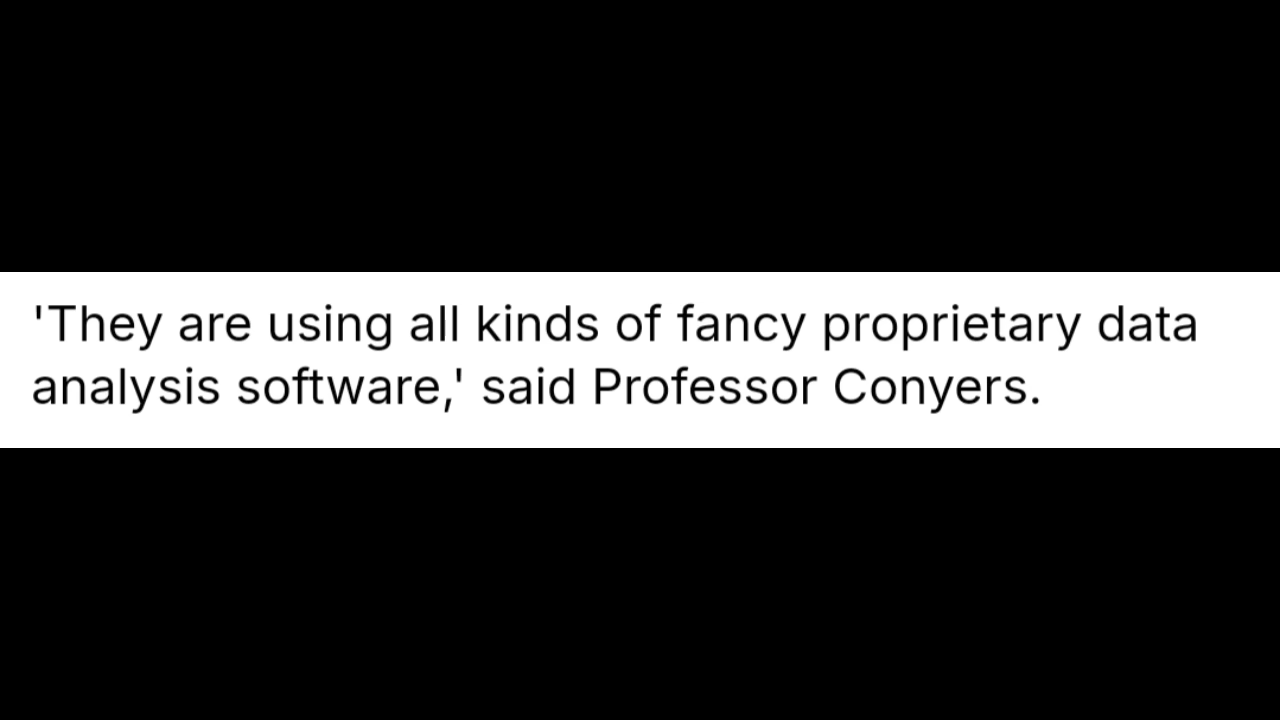 'They are using all kinds of fancy proprietary data
analysis software,' said Professor Conyers.